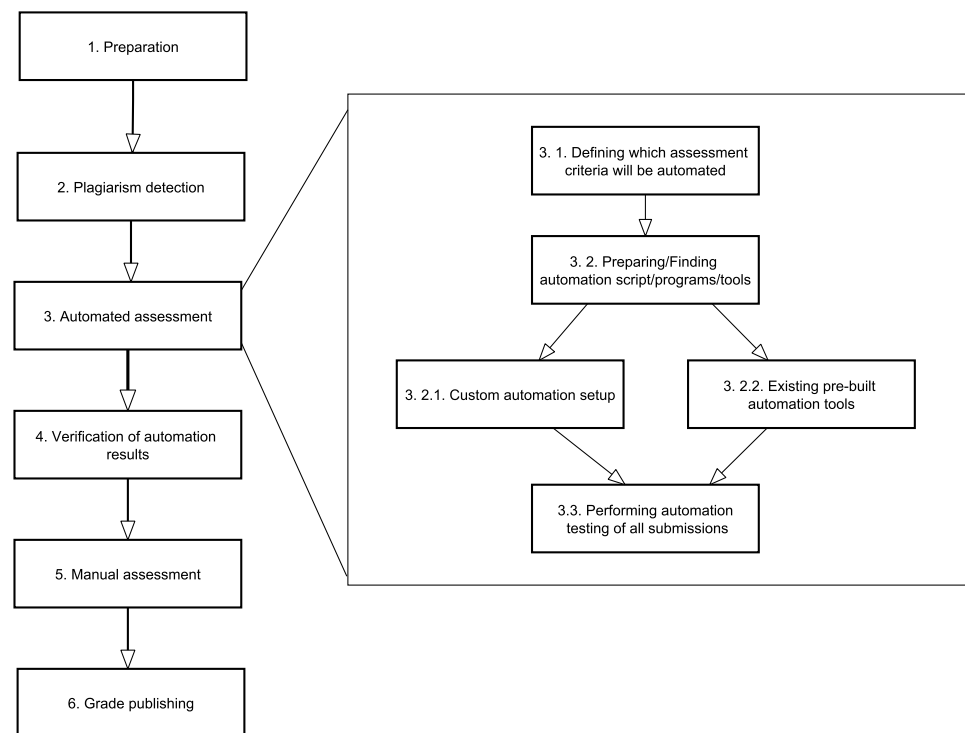 1. Preparation
2. Plagiarism detection
3. Automated assessment
4. Verification of automation
results
5. Manual assessment
6. Grade publishing
3. 1. Defining which assessment
criteria will be automated
3. 2. Preparing/Finding
automation script/programs/tools
3. 2.1. Custom automation setup
3. 2.2. Existing pre-built
automation tools
3.3. Performing automation
testing of all submissions